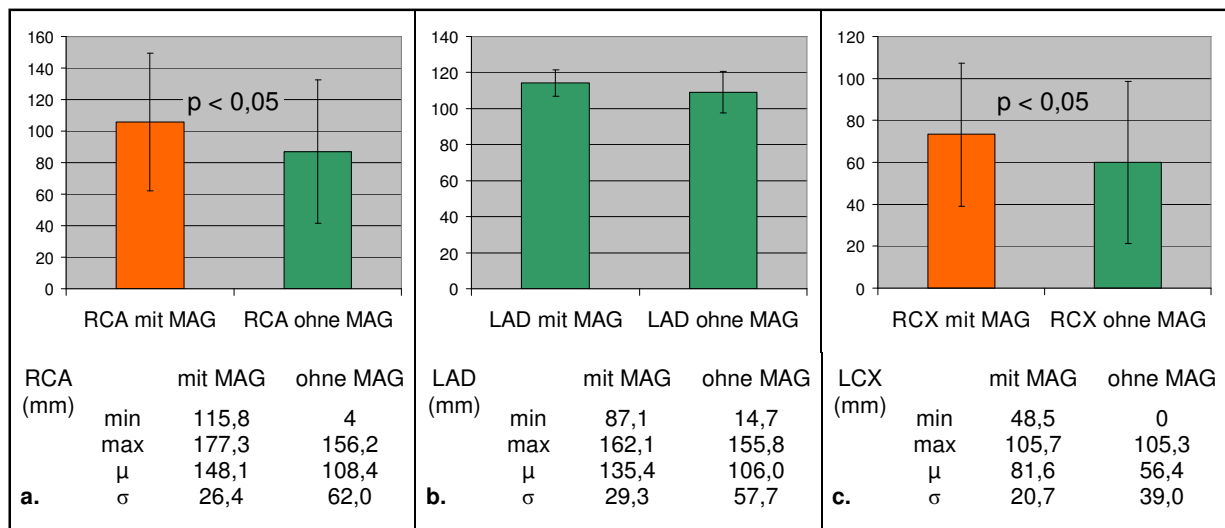 160
140
120
100
80
60
40
20
0
p < 0,05
RCA mit MAG RCA ohne MAG
RCA mit MAG ohne MAG
(mm)
min 115,8 4
max 177,3 156,2
μ 148,1 108,4
a. σ 26,4 62,0
140
120
100
80
60
40
20
0
LAD mit MAG LAD ohne MAG
LAD mit MAG ohne MAG
(mm)
min 87,1 14,7
max 162,1 155,8
μ 135,4 106,0
b. σ 29,3 57,7
120
100
80
60
40
20
0
p < 0,05
RCX mit MAG RCX ohne MAG
LCX mit MAG ohne MAG
(mm)
min 48,5 0
max 105,7 105,3
μ 81,6 56,4
c. σ 20,7 39,0